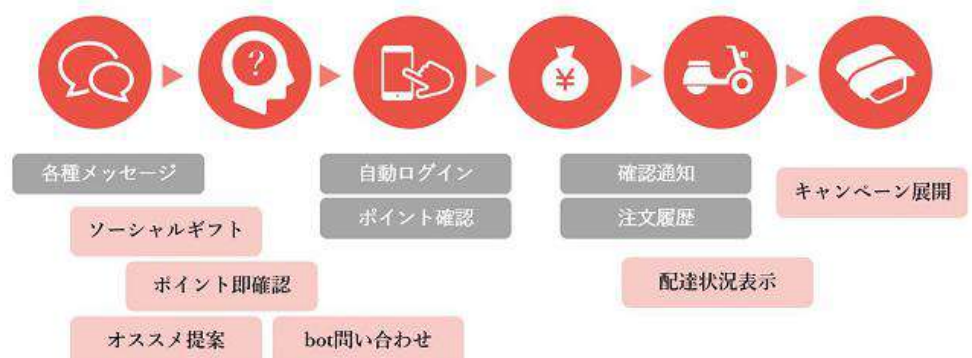 ?
¥
各種メッセージ
自動ログイン
確認通知
キャンペーン展開
ポイント確認
注文履歴
ソーシャルギフト
ポイント即確認
配達状況表示
オススメ提案
bot問い合わせ